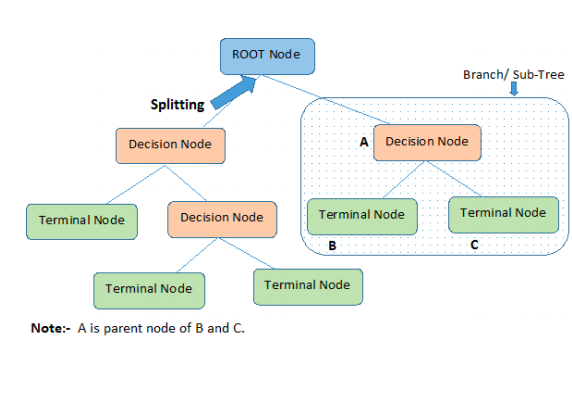 ROOT Node
Branch/ Sub-Tree
Splitting
Decision Node
A
Decision Node
Terminal Node
Decision Node
Terminal Node
Terminal Node
B
C
Terminal Node
Terminal Node
Note:- A is parent node of B and C.